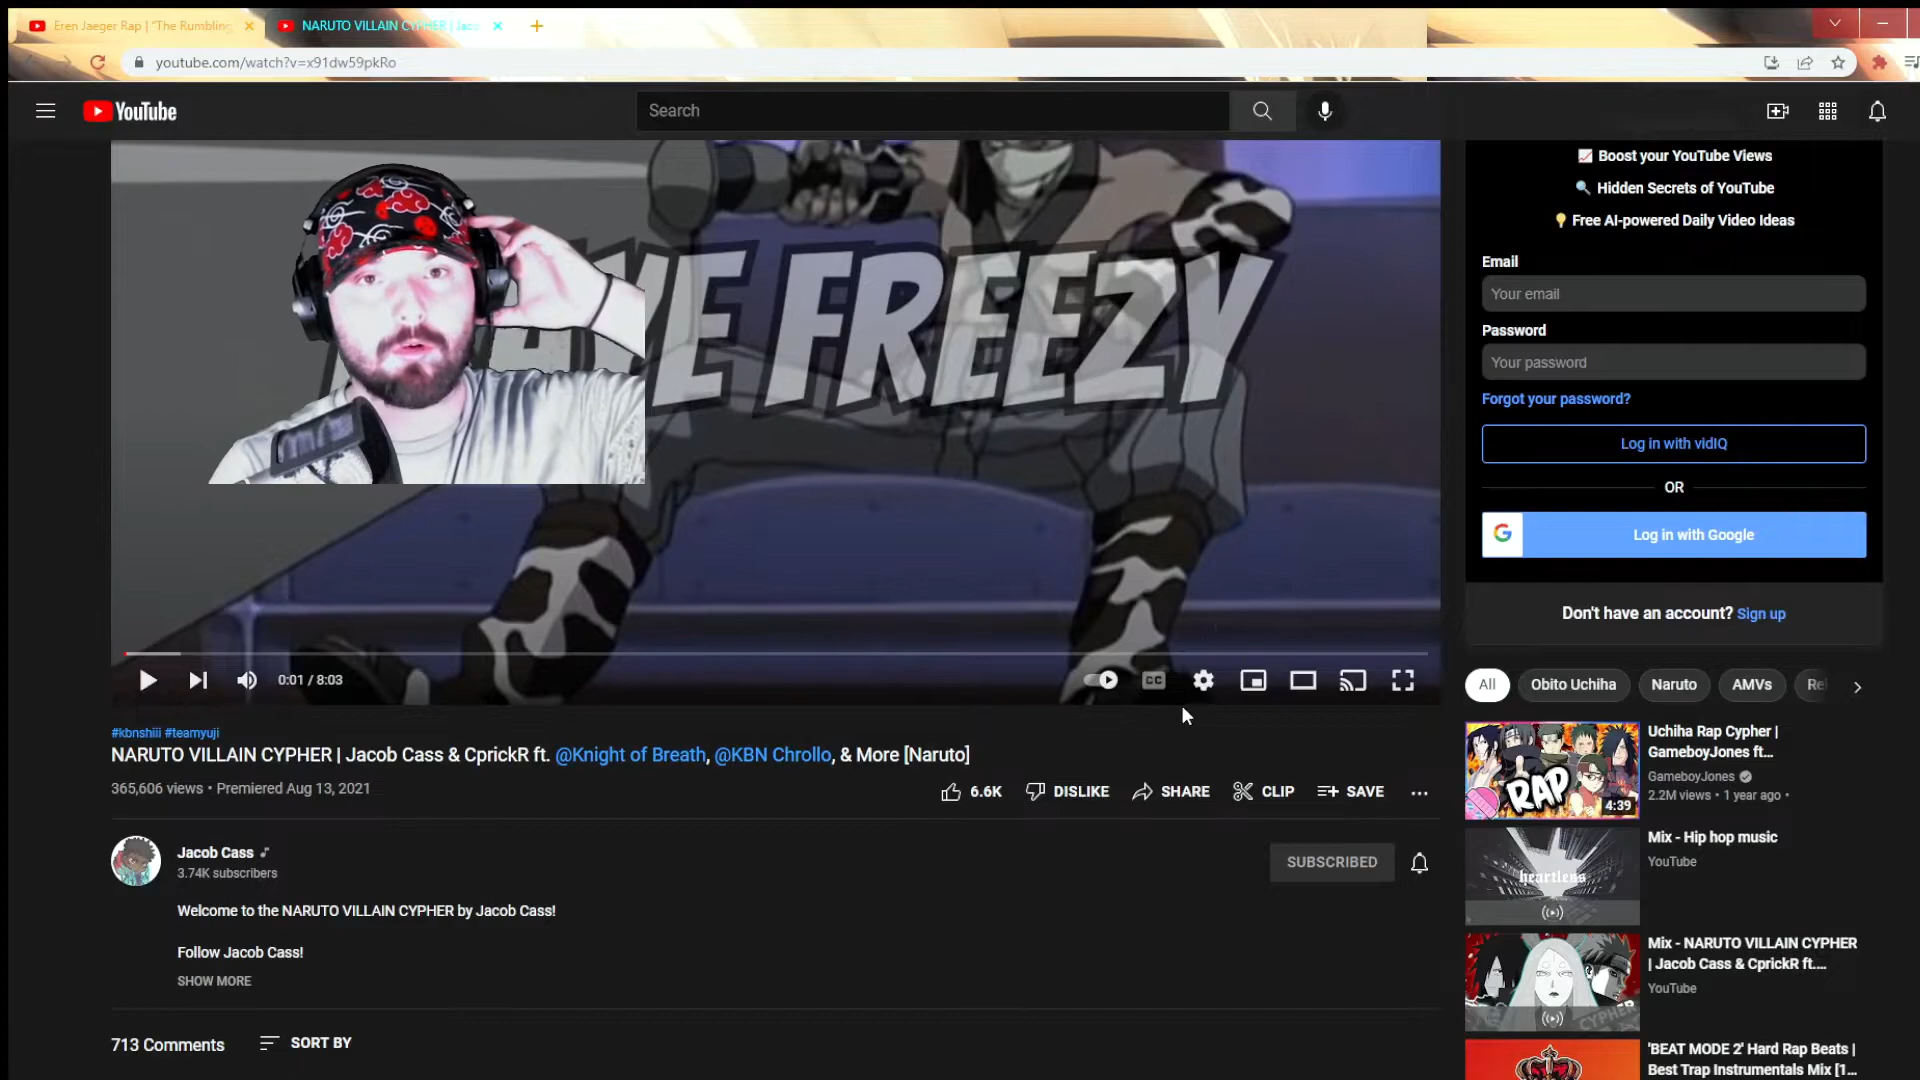 Eren Jaeger Rap | "The Rumbling
NARUTO VILLAIN CYPHER | Jac
youtube.com/watch?v=x91dw59pkRo
YouTube
Search
FREEZY
0:01 / 8:03
CC
#kbnshiii #teamyuji
NARUTO VILLAIN CYPHER | Jacob Cass & CprickR ft. @Knight of Breath, @KBN Chrollo, & More [Naruto]
365,606 views • Premiered Aug 13, 2021
6.6K
DISLIKE
SHARE
CLIP
SAVE
Jacob Cass
3.74K subscribers
SUBSCRIBED
Welcome to the NARUTO VILLAIN CYPHER by Jacob Cass!
Follow Jacob Cass!
SHOW MORE
713 Comments
SORT BY
Boost your YouTube Views
Hidden Secrets of YouTube
Free AI-powered Daily Video Ideas
Email
Your email
Password
Your password
Forgot your password?
Log in with vidIQ
OR
G
Log in with Google
Don't have an account? Sign up
All
Obito Uchiha
Naruto
AMVs
Re
RAP
4:39
Uchiha Rap Cypher |
GameboyJones ft...
GameboyJones
2.2M views • 1 year ago •
heartless
Mix - Hip hop music
YouTube
CYPHER
Mix - NARUTO VILLAIN CYPHER
| Jacob Cass & CprickR ft....
YouTube
'BEAT MODE 2' Hard Rap Beats |
Best Trap Instrumentals Mix [1...